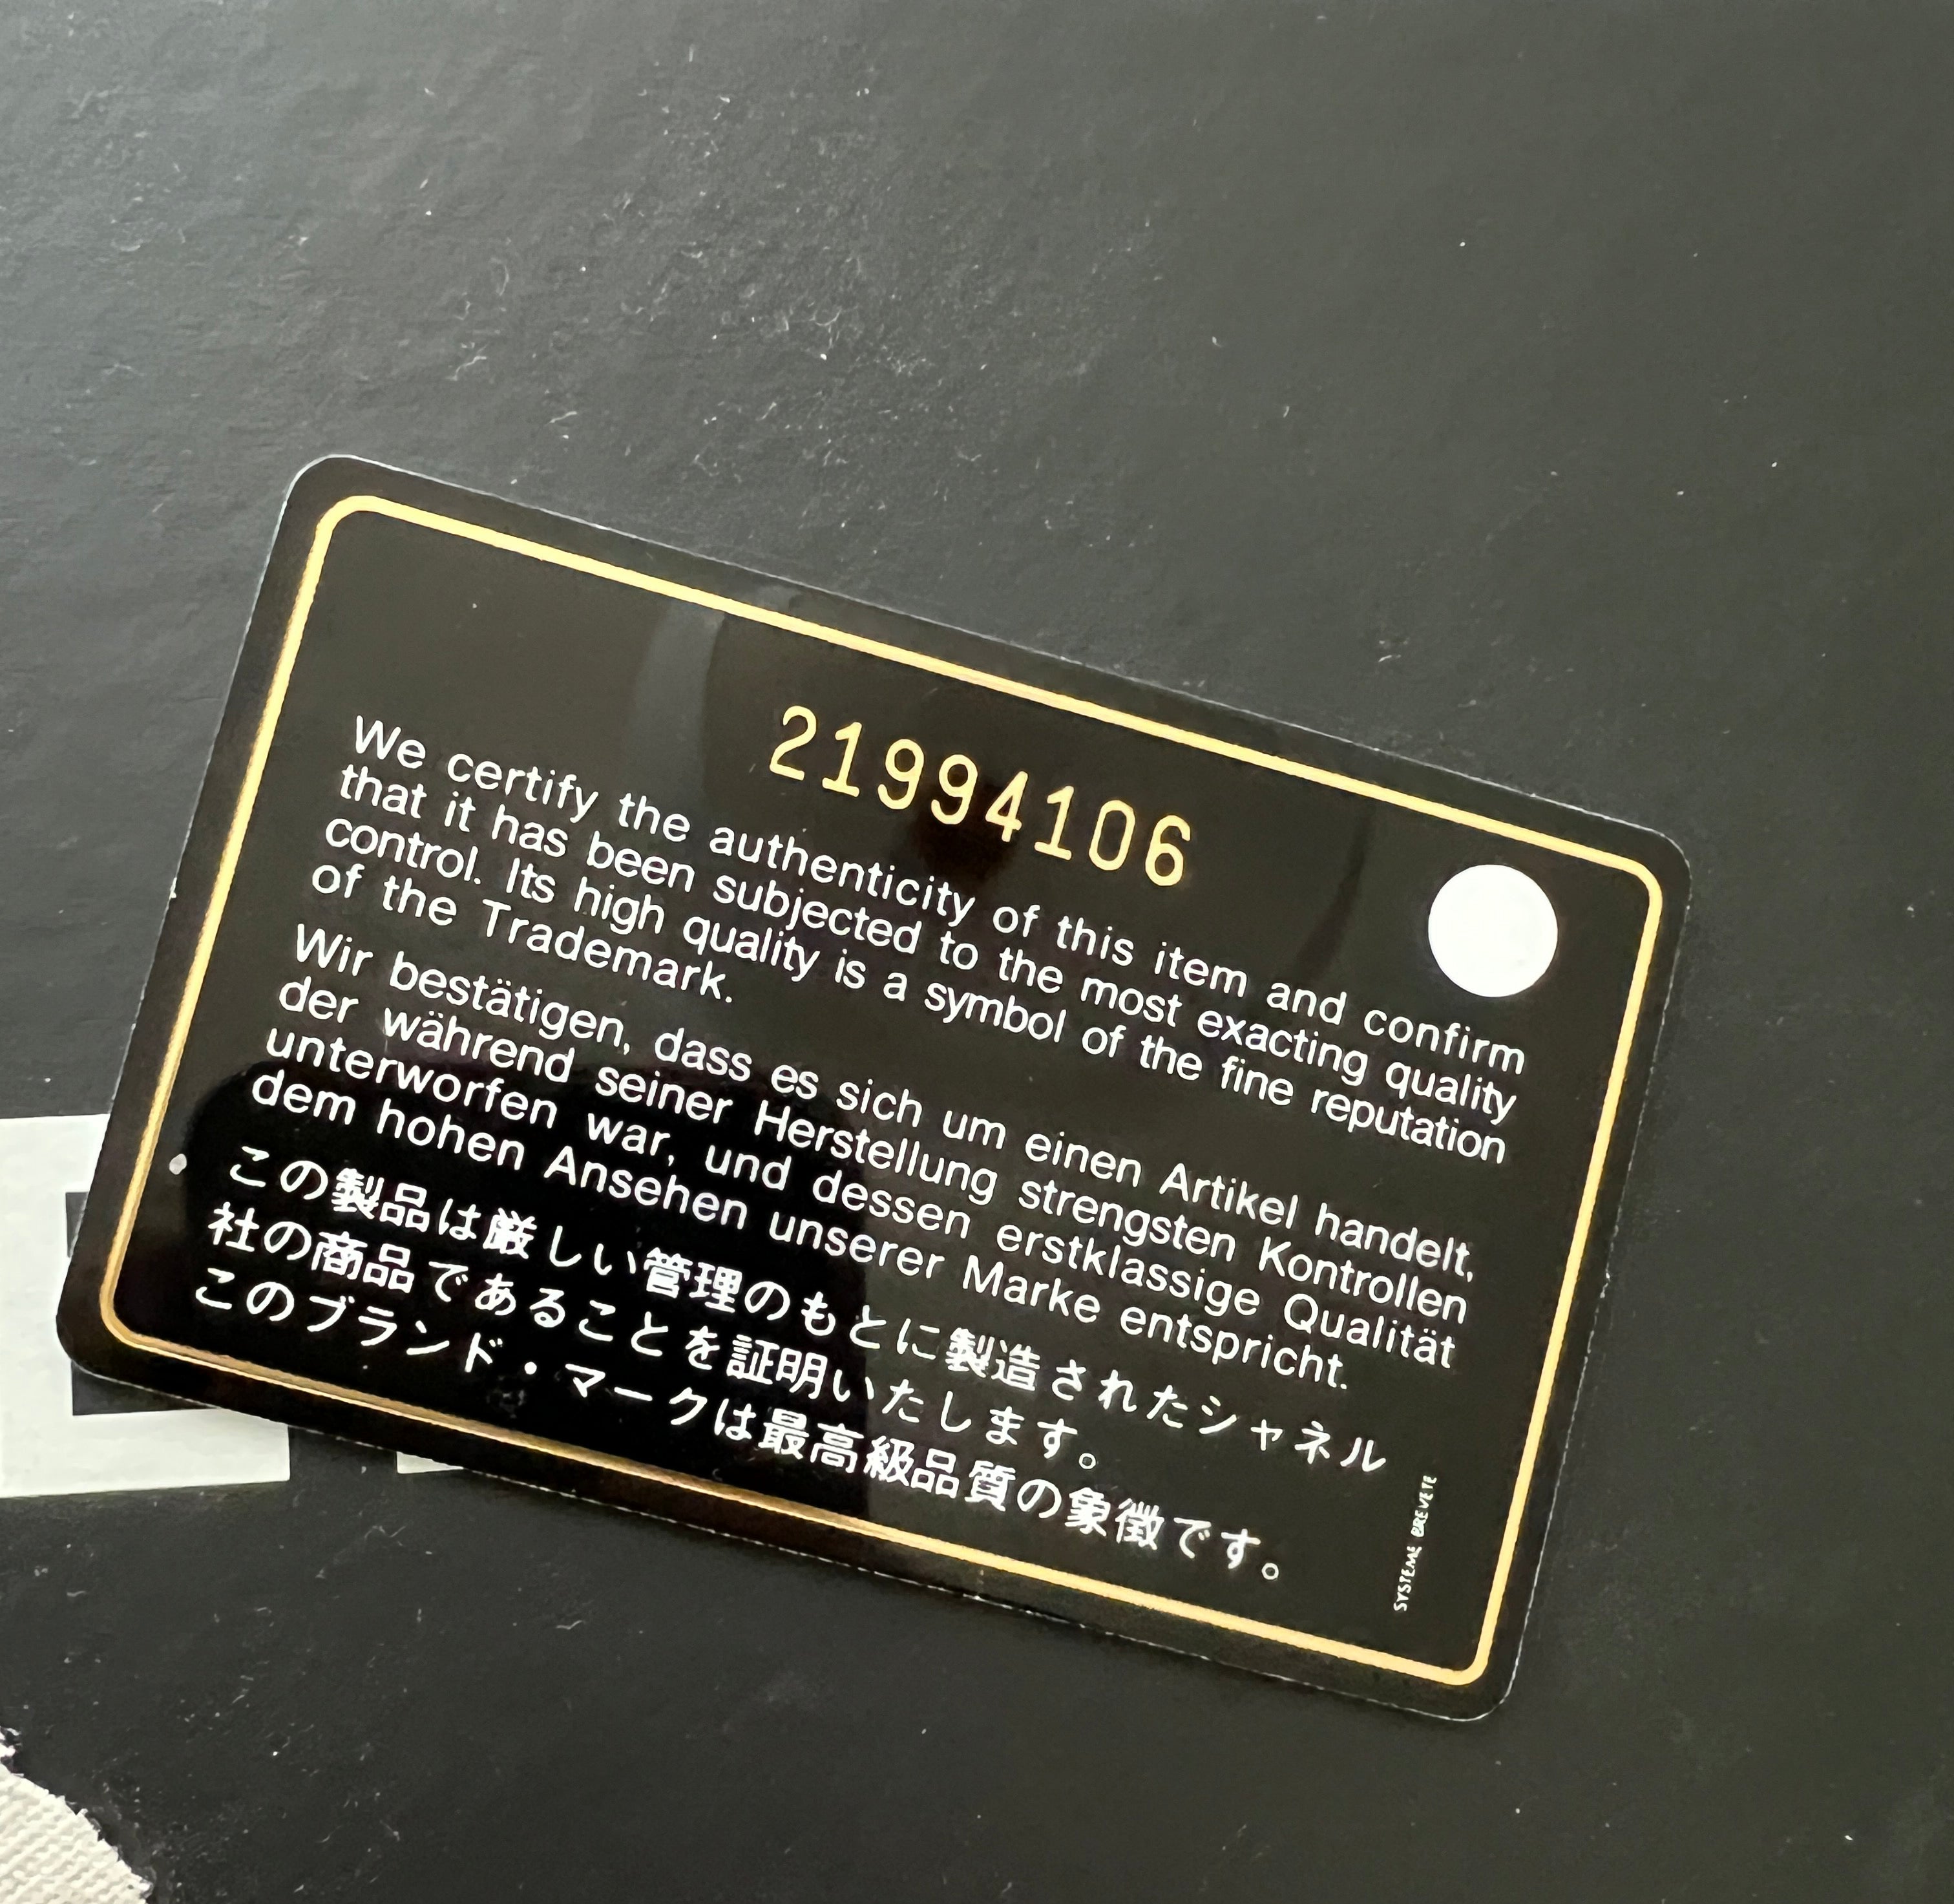 21994106
We certify the authenticity of this item and confirm
that it has been subjected to the most exacting quality
control. Its high quality is a symbol of the fine reputation
of the Trademark.
Wir bestätigen, dass es sich um einen Artikel handelt,
der während seiner Herstellung strengsten Kontrollen
unterworfen war, und dessen erstklassige Qualität
dem hohen Ansehen unserer Marke entspricht.
この製品は厳しい管理のもとに製造されたシャネル
社の商品であることを証明いたします。
このブランド・マークは最高級品質の象徴です。
SYSTEME BREVETE